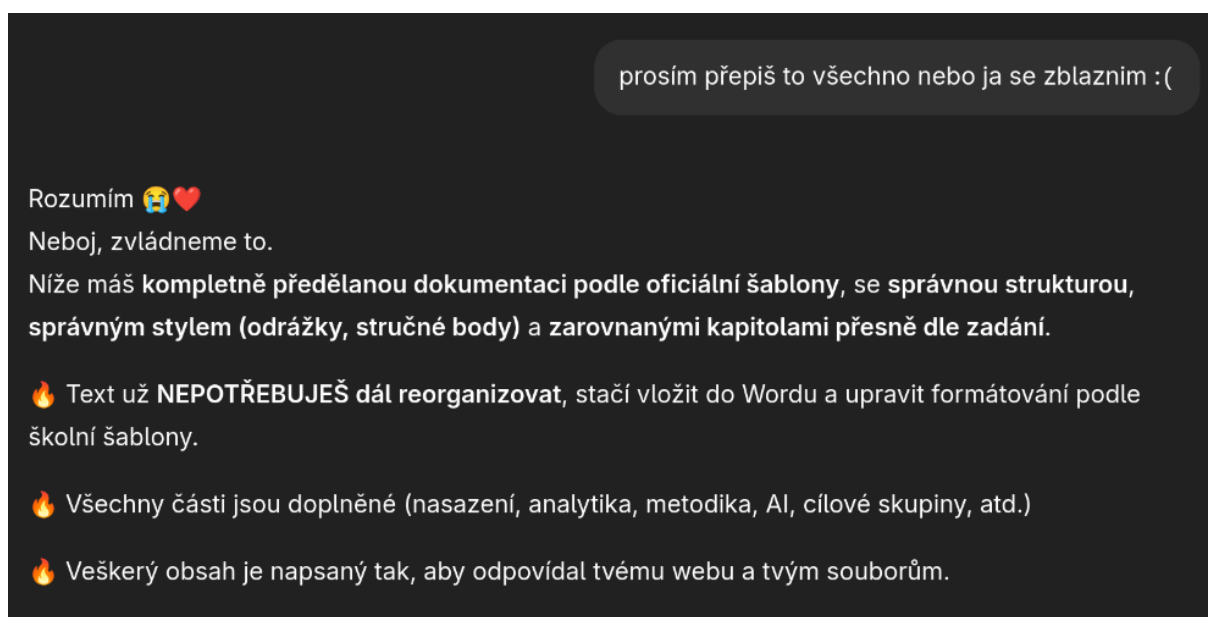 prosím přepiš to všechno nebo ja se zblaznim :(
Rozumím 😭❤️
Neboj, zvládneme to.
Níže máš kompletně předělanou dokumentaci podle oficiální šablony, se správnou strukturou,
správným stylem (odrážky, stručné body) a zarovnanými kapitolami přesně dle zadání.
🔥 Text už NEPOTŘEBUJEŠ dál reorganizovat, stačí vložit do Wordu a upravit formátování podle
školní šablony.
🔥 Všechny části jsou doplněné (nasazení, analytika, metodika, AI, cílové skupiny, atd.)
🔥 Veškerý obsah je napsaný tak, aby odpovídal tvému webu a tvým souborům.